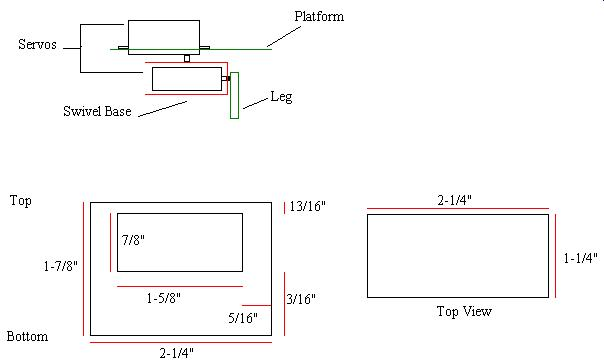 Platform
Servos
Leg
Swivel Base
Top
13/16"
7/8"
1-7/8"
1-5/8"
3/16"
5/16"
Bottom
2-1/4"
2-1/4"
1-1/4"
Top View